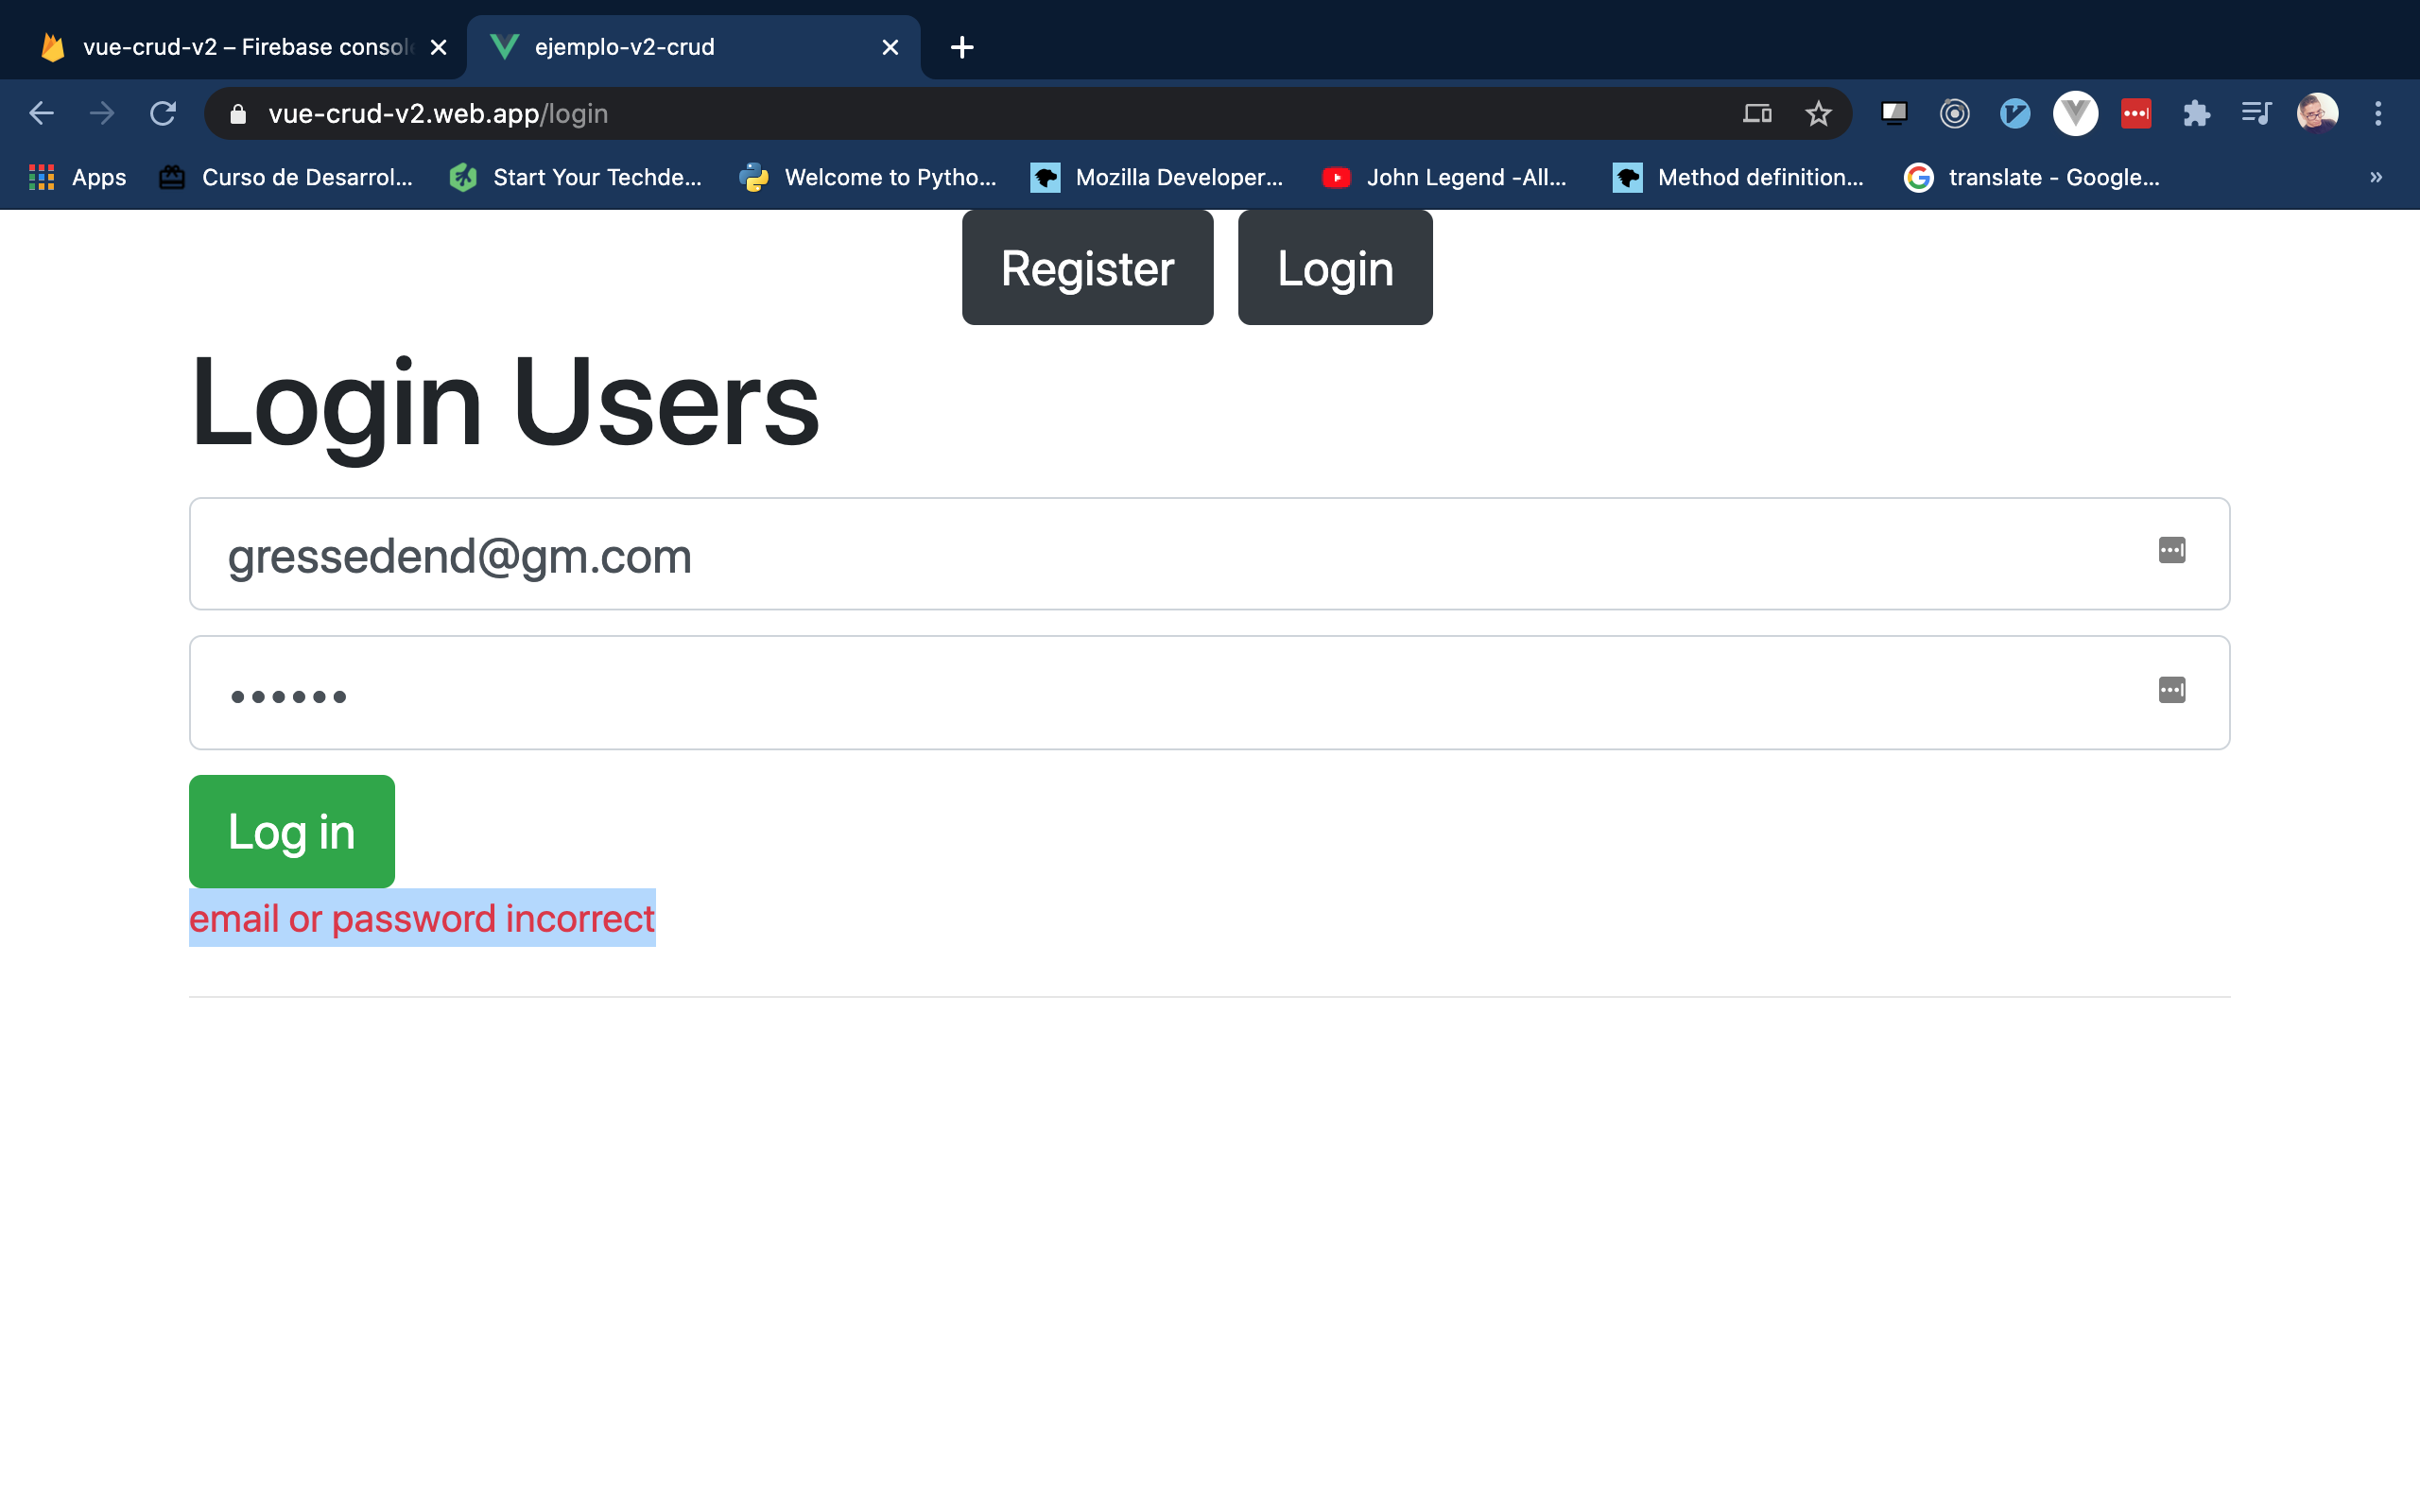 vue-crud-v2 – Firebase console
ejemplo-v2-crud
vue-crud-v2.web.app/login
Apps
Curso de Desarrol...
Start Your Techde...
Welcome to Pytho...
Mozilla Developer...
John Legend -All...
Method definition...
translate - Google...
»
Register
Login
Login Users
gressedend@gm.com
••••••
Log in
email or password incorrect